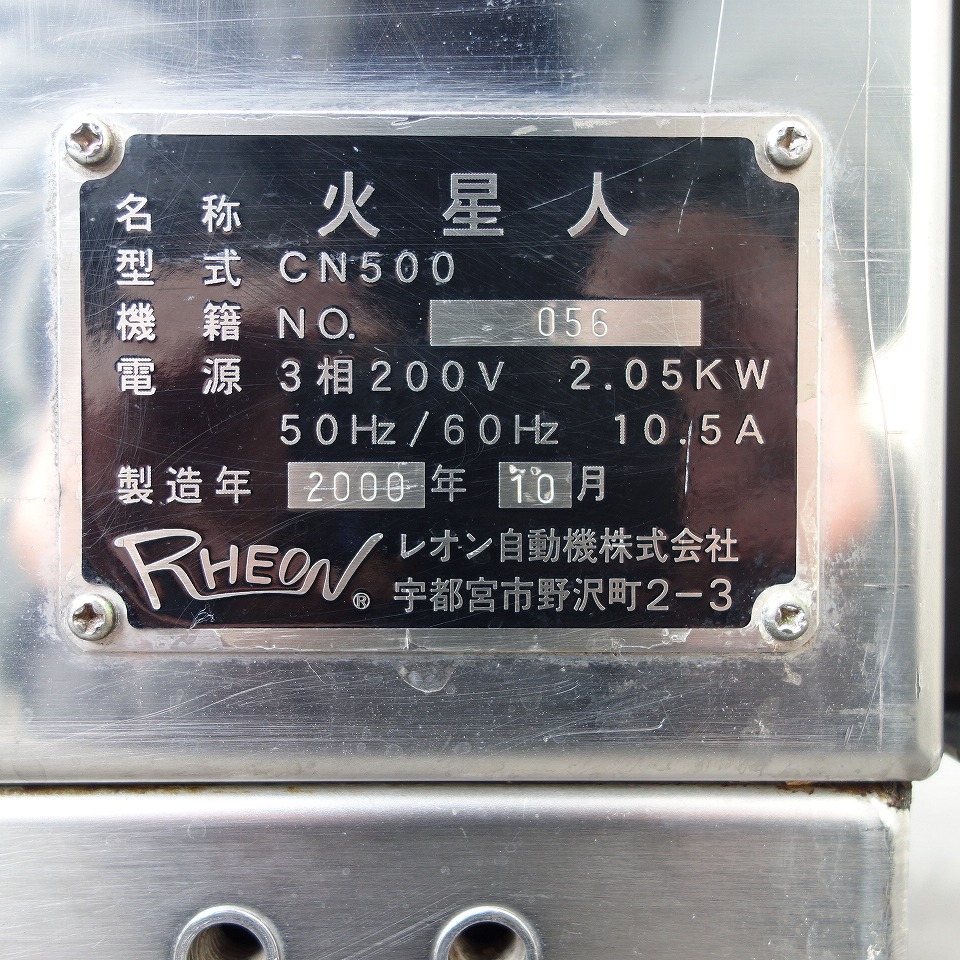 名称 火星人
型式 CN500
機籍 NO. 056
電源 3相200V 2.05KW
50Hz/60Hz 10.5A
製造年 2000年 10月
RHEON® レオン自動機株式会社
宇都宮市野沢町2-3